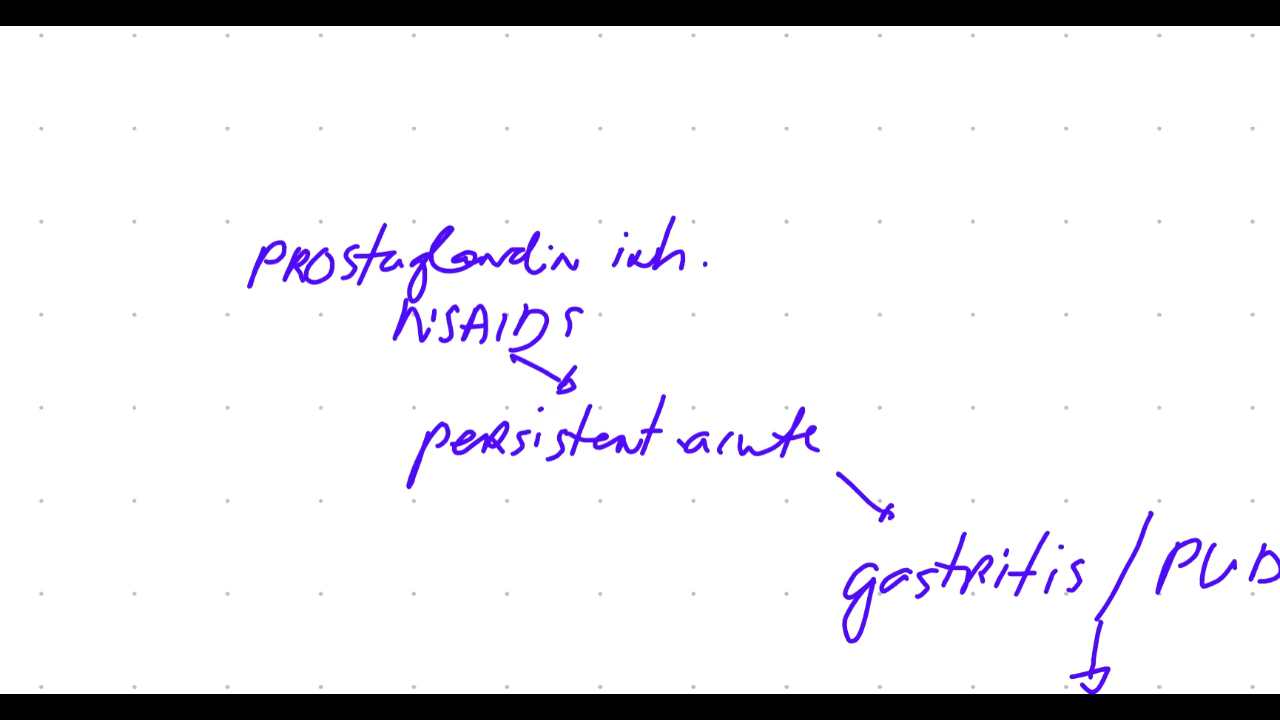 prostaglandin inh.
NSAIDs
persistent acute
gastritis / PUD